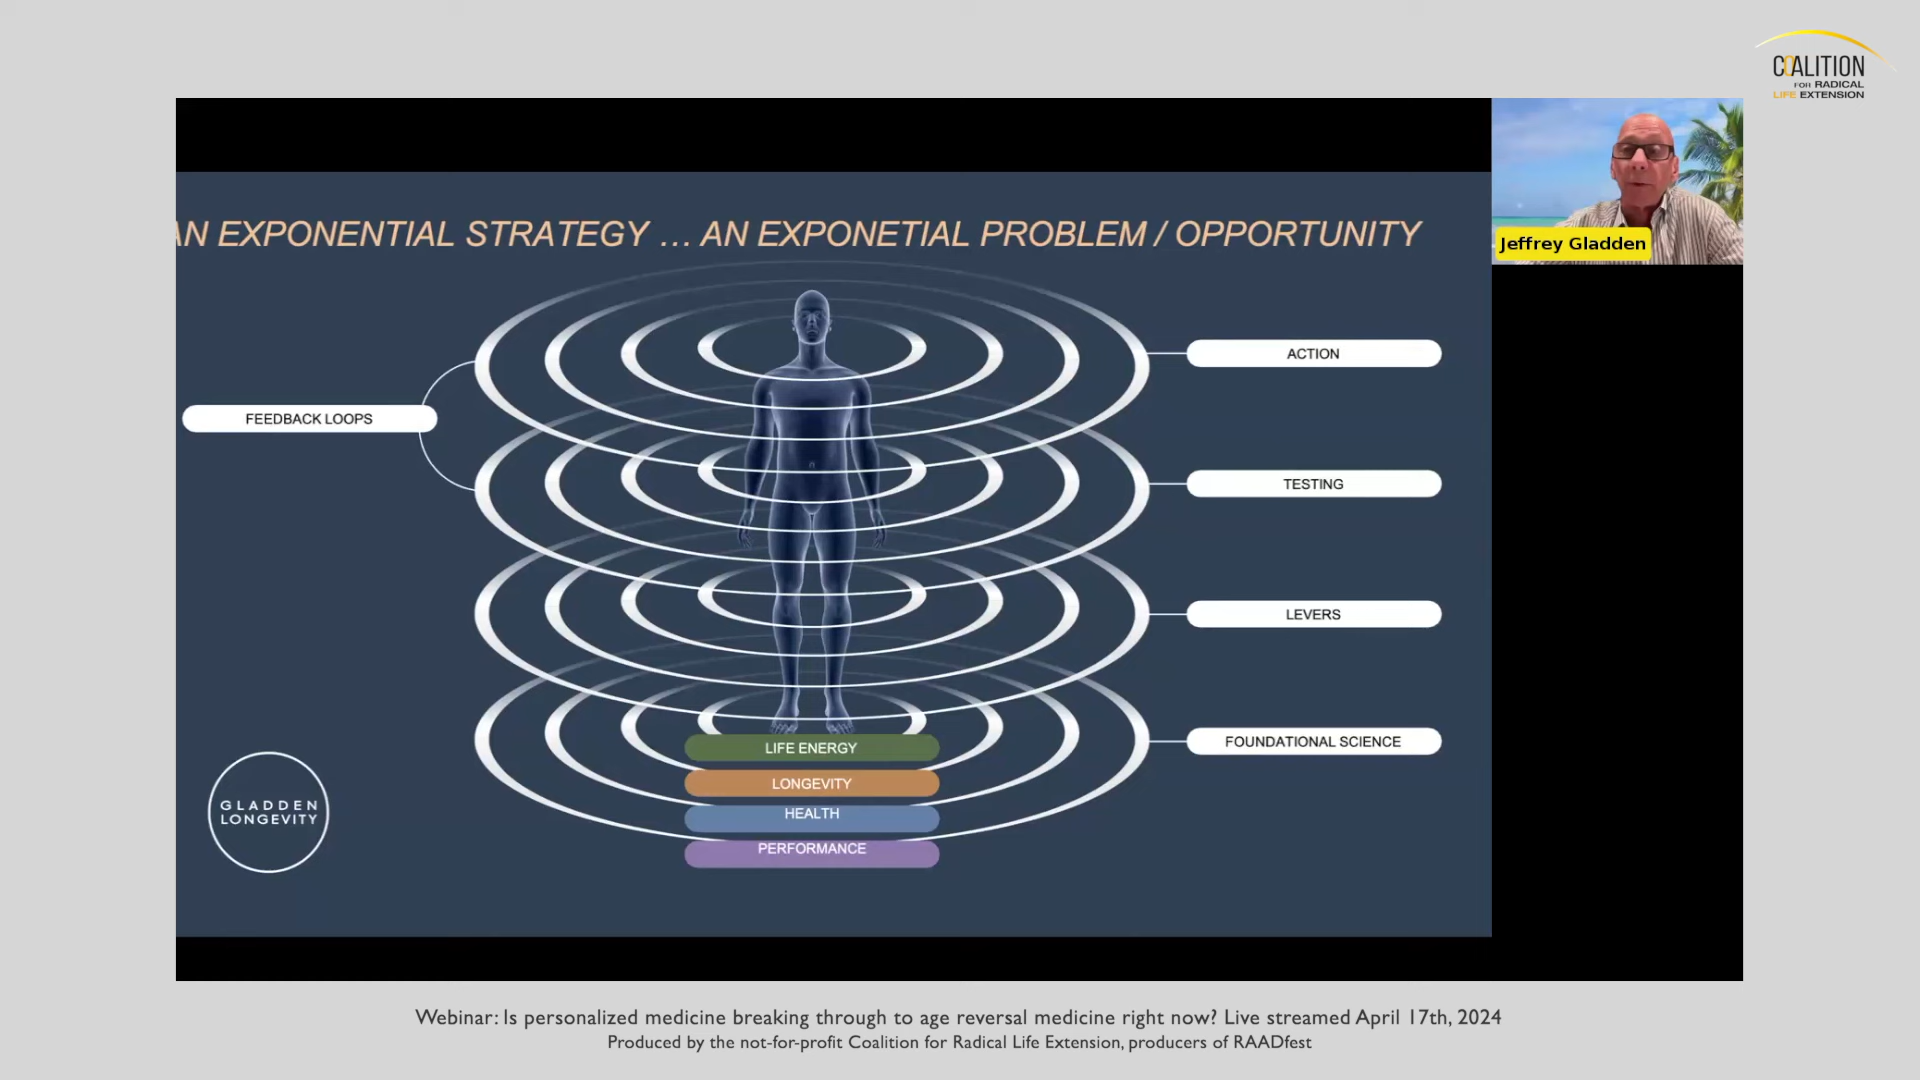 COALITION
FOR RADICAL
LIFE EXTENSION
AN EXPONENTIAL STRATEGY ... AN EXPONETIAL PROBLEM / OPPORTUNITY
Jeffrey Gladden
ACTION
FEEDBACK LOOPS
TESTING
LEVERS
FOUNDATIONAL SCIENCE
LIFE ENERGY
LONGEVITY
HEALTH
PERFORMANCE
GLADDEN
LONGEVITY
Webinar: Is personalized medicine breaking through to age reversal medicine right now? Live streamed April 17th, 2024
Produced by the not-for-profit Coalition for Radical Life Extension, producers of RAADfest